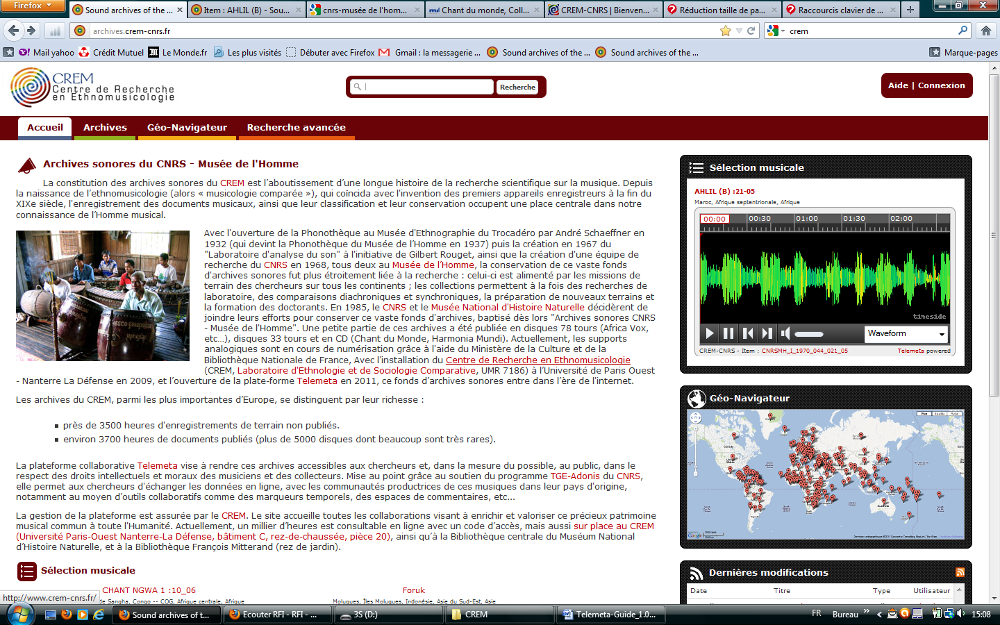 Firefox
Sound archives of the ...
Item : AHLIL (B) - Sou...
cnrs-musée de l'hom...
Chant du monde, Coll...
CREM-CNRS | Bienven...
Réduction taille de pa...
Raccourcis clavier de ...
archives.crem-cnrs.fr
crem
Mail yahoo
Crédit Mutuel
Le Monde.fr
Les plus visités
Débuter avec Firefox
Gmail : la messagerie ...
Sound archives of the ...
Sound archives of the ...
Marque-pages
CREM
Centre de Recherche
en Ethnomusicologie
Recherche
Aide | Connexion
Accueil
Archives
Géo-Navigateur
Recherche avancée
Archives sonores du CNRS - Musée de l'Homme
La constitution des archives sonores du CREM est l’aboutissement d’une longue histoire de la recherche scientifique sur la musique. Depuis
la naissance de l’ethnomusicologie (alors « musicologie comparée »), qui coïncida avec l'invention des premiers appareils enregistreurs à la fin du
XIXe siècle, l'enregistrement des documents musicaux, ainsi que leur classification et leur conservation occupent une place centrale dans notre
connaissance de l’Homme musical.
Avec l'ouverture de la Phonothèque au Musée d'Ethnographie du Trocadéro par André Schaeffner en
1932 (qui devint la Phonothèque du Musée de l’Homme en 1937) puis la création en 1967 du
"Laboratoire d'analyse du son" à l'initiative de Gilbert Rouget, ainsi que la création d'une équipe de
recherche du CNRS en 1968, tous deux au Musée de l’Homme, la conservation de ce vaste fonds
d'archives sonores fut plus étroitement liée à la recherche : celui-ci est alimenté par les missions de
terrain des chercheurs sur tous les continents ; les collections permettent à la fois des recherches de
laboratoire, des comparaisons diachroniques et synchroniques, la préparation de nouveaux terrains et
la formation des doctorants. En 1985, le CNRS et le Musée National d'Histoire Naturelle décidèrent de
joindre leurs efforts pour conserver ce vaste fonds d'archives, baptisé dès lors "Archives sonores CNRS
- Musée de l'Homme". Une petite partie de ces archives a été publiée en disques 78 tours (Africa Vox,
etc…), disques 33 tours et en CD (Chant du Monde, Harmonia Mundi). Actuellement, les supports
analogiques sont en cours de numérisation grâce à l'aide du Ministère de la Culture et de la
Bibliothèque Nationale de France, Avec l’installation du Centre de Recherche en Ethnomusicologie
(CREM, Laboratoire d'Ethnologie et de Sociologie Comparative, UMR 7186) à l’Université de Paris Ouest
- Nanterre La Défense en 2009, et l’ouverture de la plate-forme Telemeta en 2011, ce fonds d’archives sonores entre dans l’ère de l'internet.
Les archives du CREM, parmi les plus importantes d’Europe, se distinguent par leur richesse :
près de 3500 heures d'enregistrements de terrain non publiés.
environ 3700 heures de documents publiés (plus de 5000 disques dont beaucoup sont très rares).
La plateforme collaborative Telemeta vise à rendre ces archives accessibles aux chercheurs et, dans la mesure du possible, au public, dans le
respect des droits intellectuels et moraux des musiciens et des collecteurs. Mise au point grâce au soutien du programme TGE-Adonis du CNRS,
elle permet aux chercheurs d'échanger les données en ligne, avec les communautés productrices de ces musiques dans leur pays d'origine,
notamment au moyen d’outils collaboratifs comme des marqueurs temporels, des espaces de commentaires, etc...
La gestion de la plateforme est assurée par le CREM. Le site accueille toutes les collaborations visant à enrichir et valoriser ce précieux patrimoine
musical commun à toute l'Humanité. Actuellement, un millier d’heures est consultable en ligne avec un code d’accès, mais aussi sur place au CREM
(Université Paris-Ouest Nanterre-La Défense, bâtiment C, rez-de-chaussée, pièce 20), ainsi qu’à la Bibliothèque centrale du Muséum National
d’Histoire Naturelle, et à la Bibliothèque François Mitterand (rez de jardin).
Sélection musicale
CHANT NGWA 1 :10_06
Foruk
de Sangha, Congo -- COG, Afrique centrale, Afrique
Moluques, Îles Moluques, Indonésie, Asie du Sud-Est, Asie
http://www.crem-cnrs.fr/
Sélection musicale
AHLIL (B) :21-05
Maroc, Afrique septentrionale, Afrique
00:00
00:30
01:00
01:30
02:00
timeside
Waveform
CREM-CNRS - Item : CNRSMH_I_1970_044_021_05
Telemeta powered
Géo-Navigateur
Dernières modifications
Date
Titre
Type
Utilisateur
Sound archives of t...
Ecouter RFI - RFI - ...
3S (D:)
CREM
Telemeta-Guide_1.0...
FR
Bureau
15:08